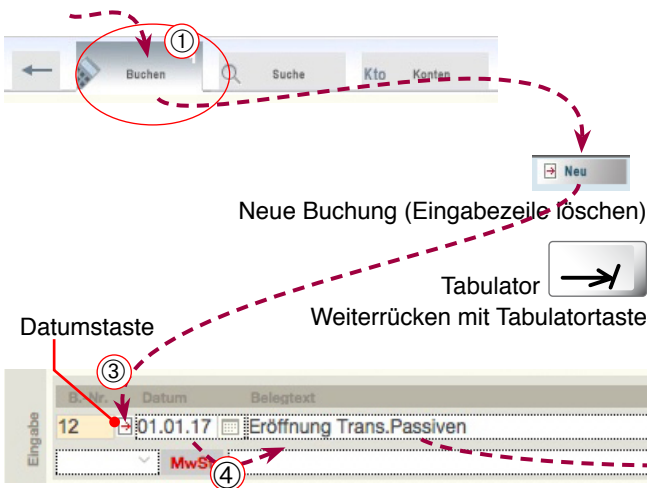 ①
Buchen
Suche
Kto Konten
Neu
Neue Buchung (Eingabezeile löschen)
Tabulator
Weiterrücken mit Tabulatortaste
Datumstaste
③
B.-Nr. Datum Belegtext
Eingabe
12 01.01.17 Eröffnung Trans.Passiven
MwSt
④